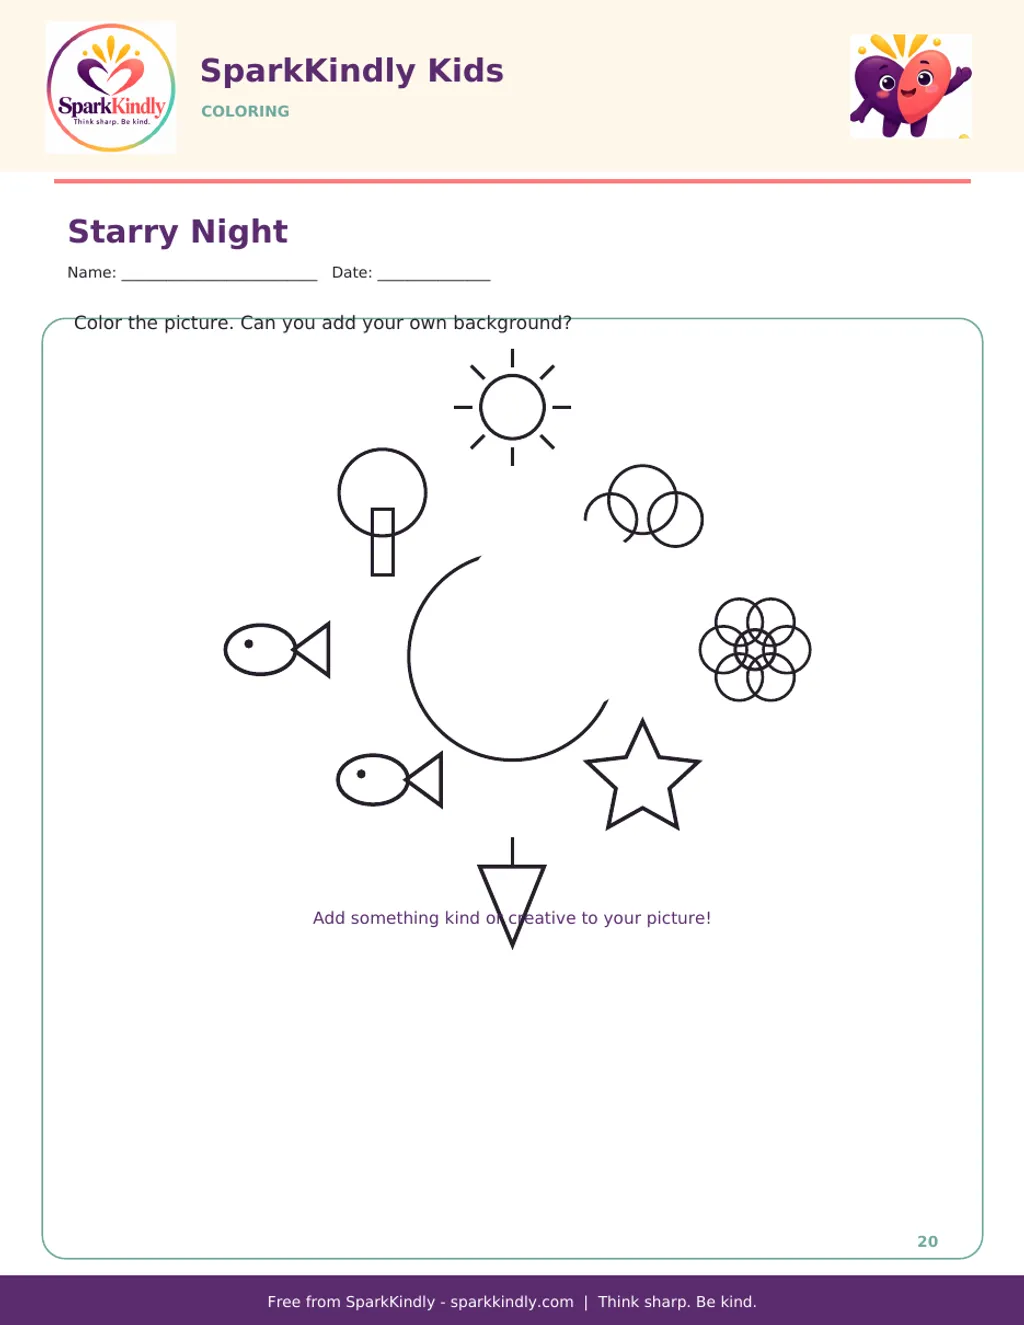 SparkKindly
Think sharp. Be kind.
SparkKindly Kids
COLORING
Starry Night
Name: __________________________ Date: _______________
Color the picture. Can you add your own background?
Add something kind or creative to your picture!
20
Free from SparkKindly - sparkkindly.com | Think sharp. Be kind.